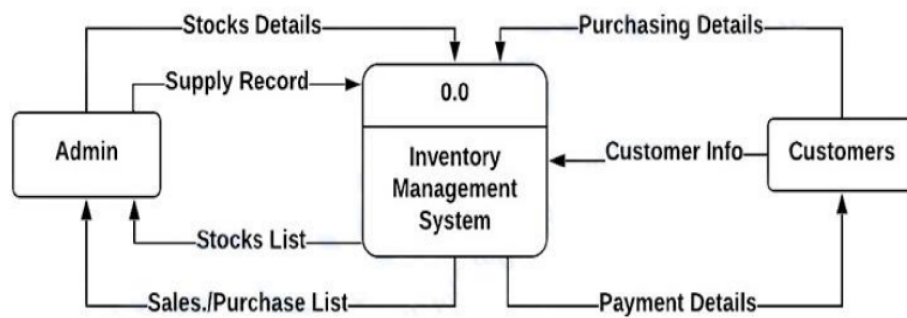 Stocks Details
Purchasing Details
Supply Record
0.0
Admin
Inventory
Management
System
Customer Info
Customers
Stocks List
Sales./Purchase List
Payment Details